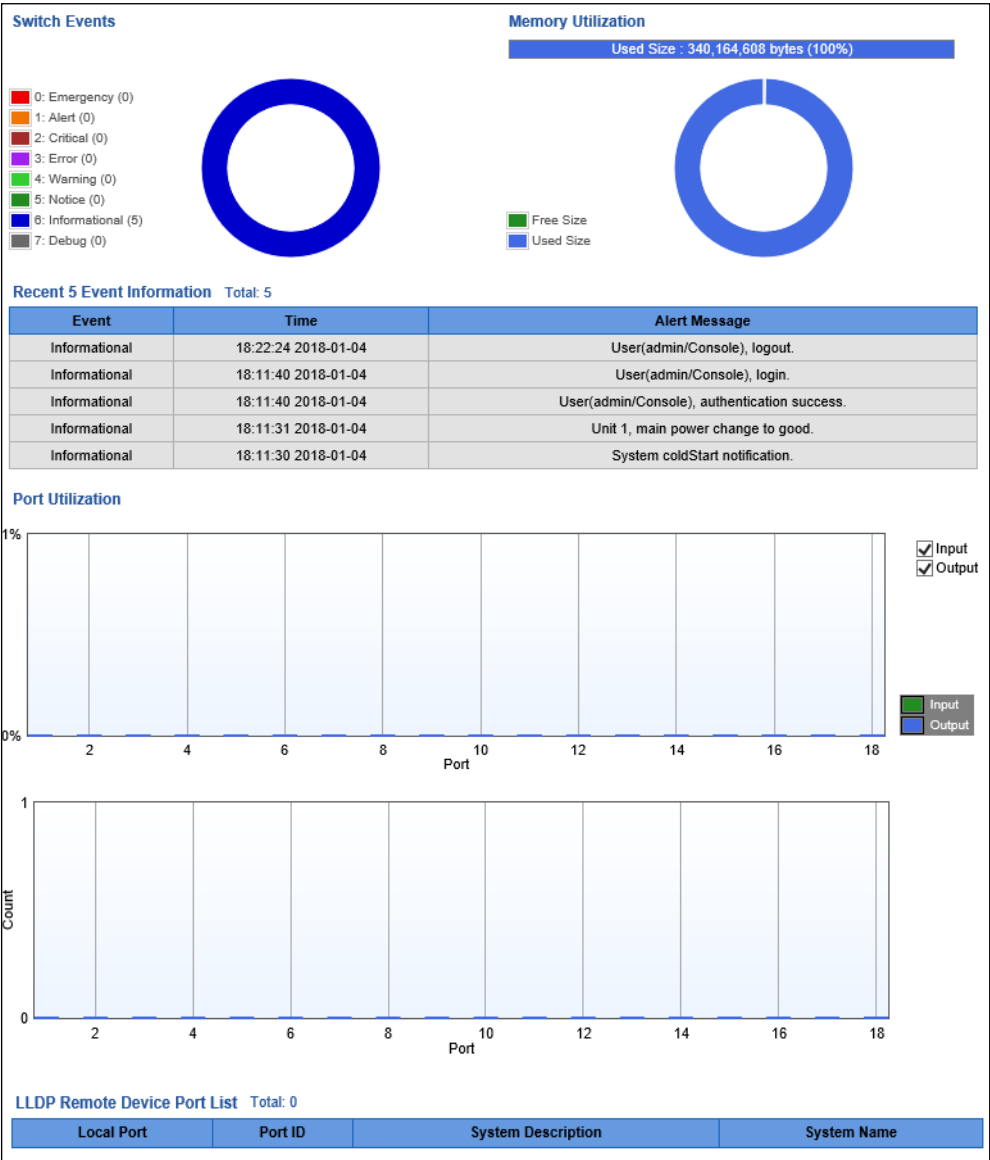 Switch Events
Memory Utilization
Used Size : 340,164,608 bytes (100%)
0: Emergency (0)
1: Alert (0)
2: Critical (0)
3: Error (0)
4: Warning (0)
5: Notice (0)
6: Informational (5)
7: Debug (0)
Free Size
Used Size
Recent 5 Event Information Total: 5
Event Time Alert Message
Informational 18:22:24 2018-01-04 User(admin/Console), logout.
Informational 18:11:40 2018-01-04 User(admin/Console), login.
Informational 18:11:40 2018-01-04 User(admin/Console), authentication success.
Informational 18:11:31 2018-01-04 Unit 1, main power change to good.
Informational 18:11:30 2018-01-04 System coldStart notification.
Port Utilization
1%
Input
Output
Input
Output
0%
2 4 6 8 10 12 14 16 18
Port
1
Count
0
2 4 6 8 10 12 14 16 18
Port
LLDP Remote Device Port List Total: 0
Local Port Port ID System Description System Name